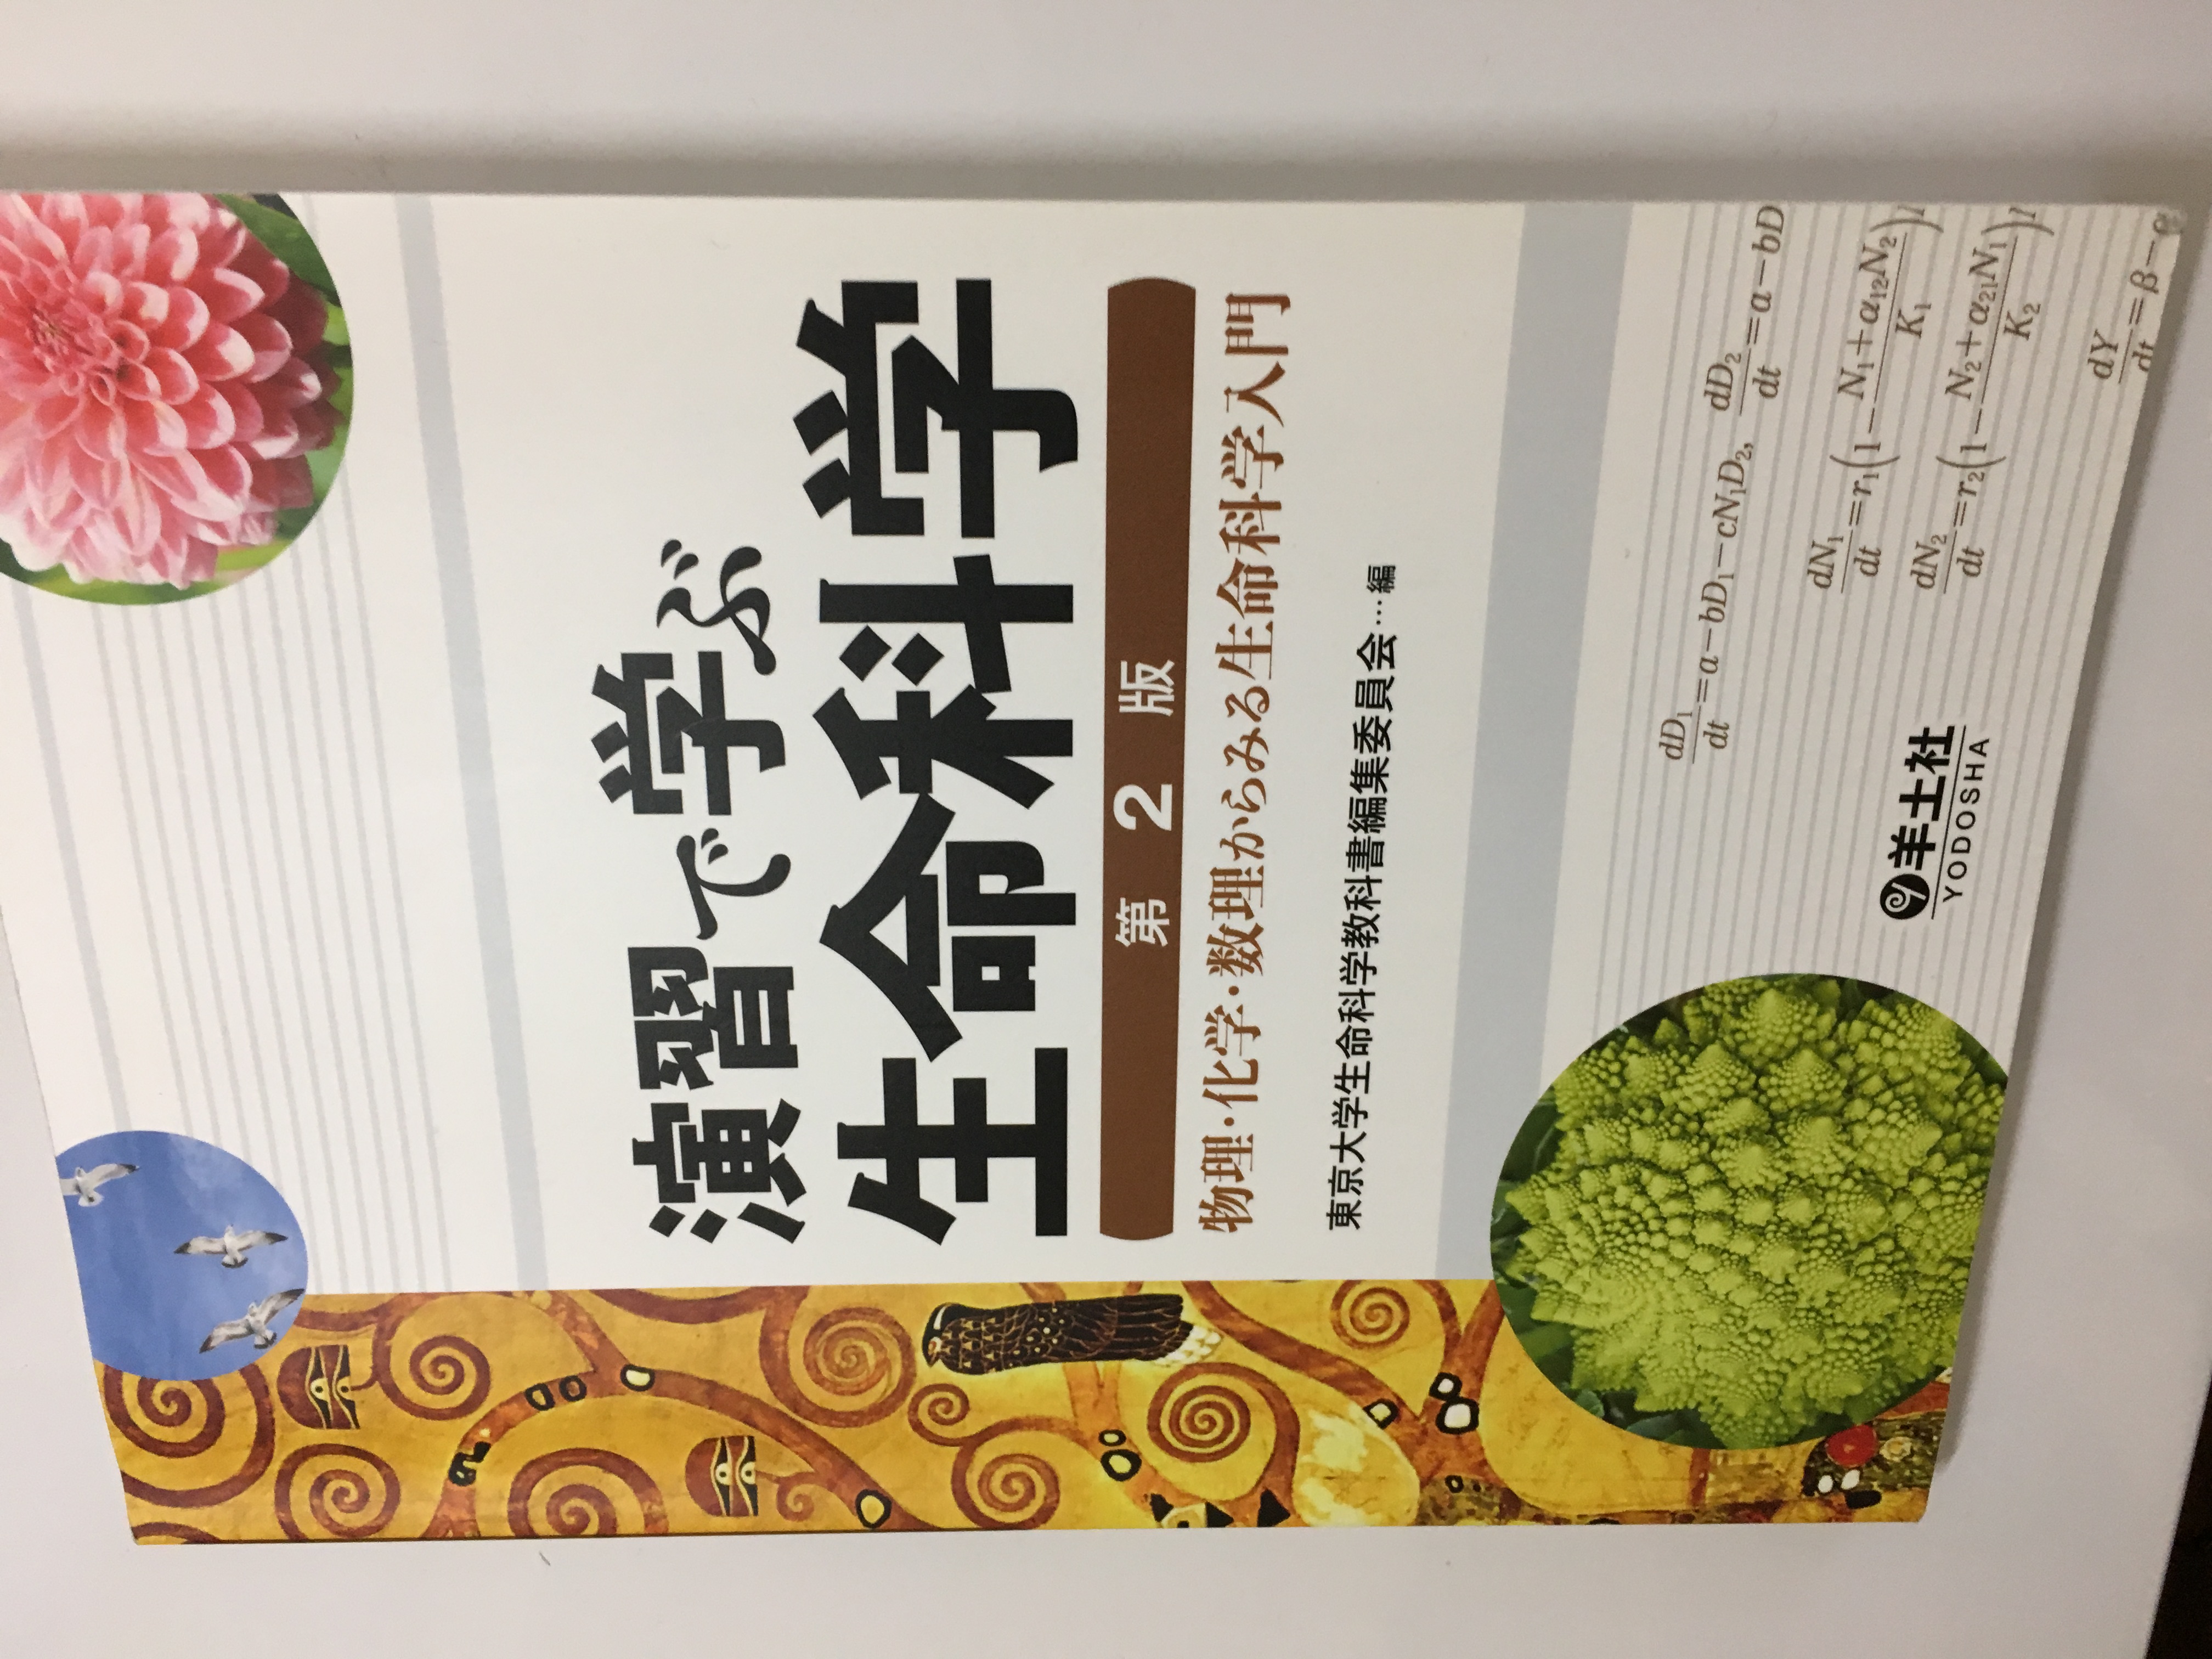 演習で学ぶ
生命科学
第2版
物理・化学・数理からみる生命科学入門
東京大学生命科学教科書編集委員会…編
dD₁/dt=a−bD₁−cN₁D₂, dD₂/dt=a−bD
dN₁/dt=r₁(1−(N₁+α₁₂N₂)/K₁)
dN₂/dt=r₂(1−(N₂+α₂₁N₁)/K₂)
dY/dt=β−
羊土社
YODOSHA